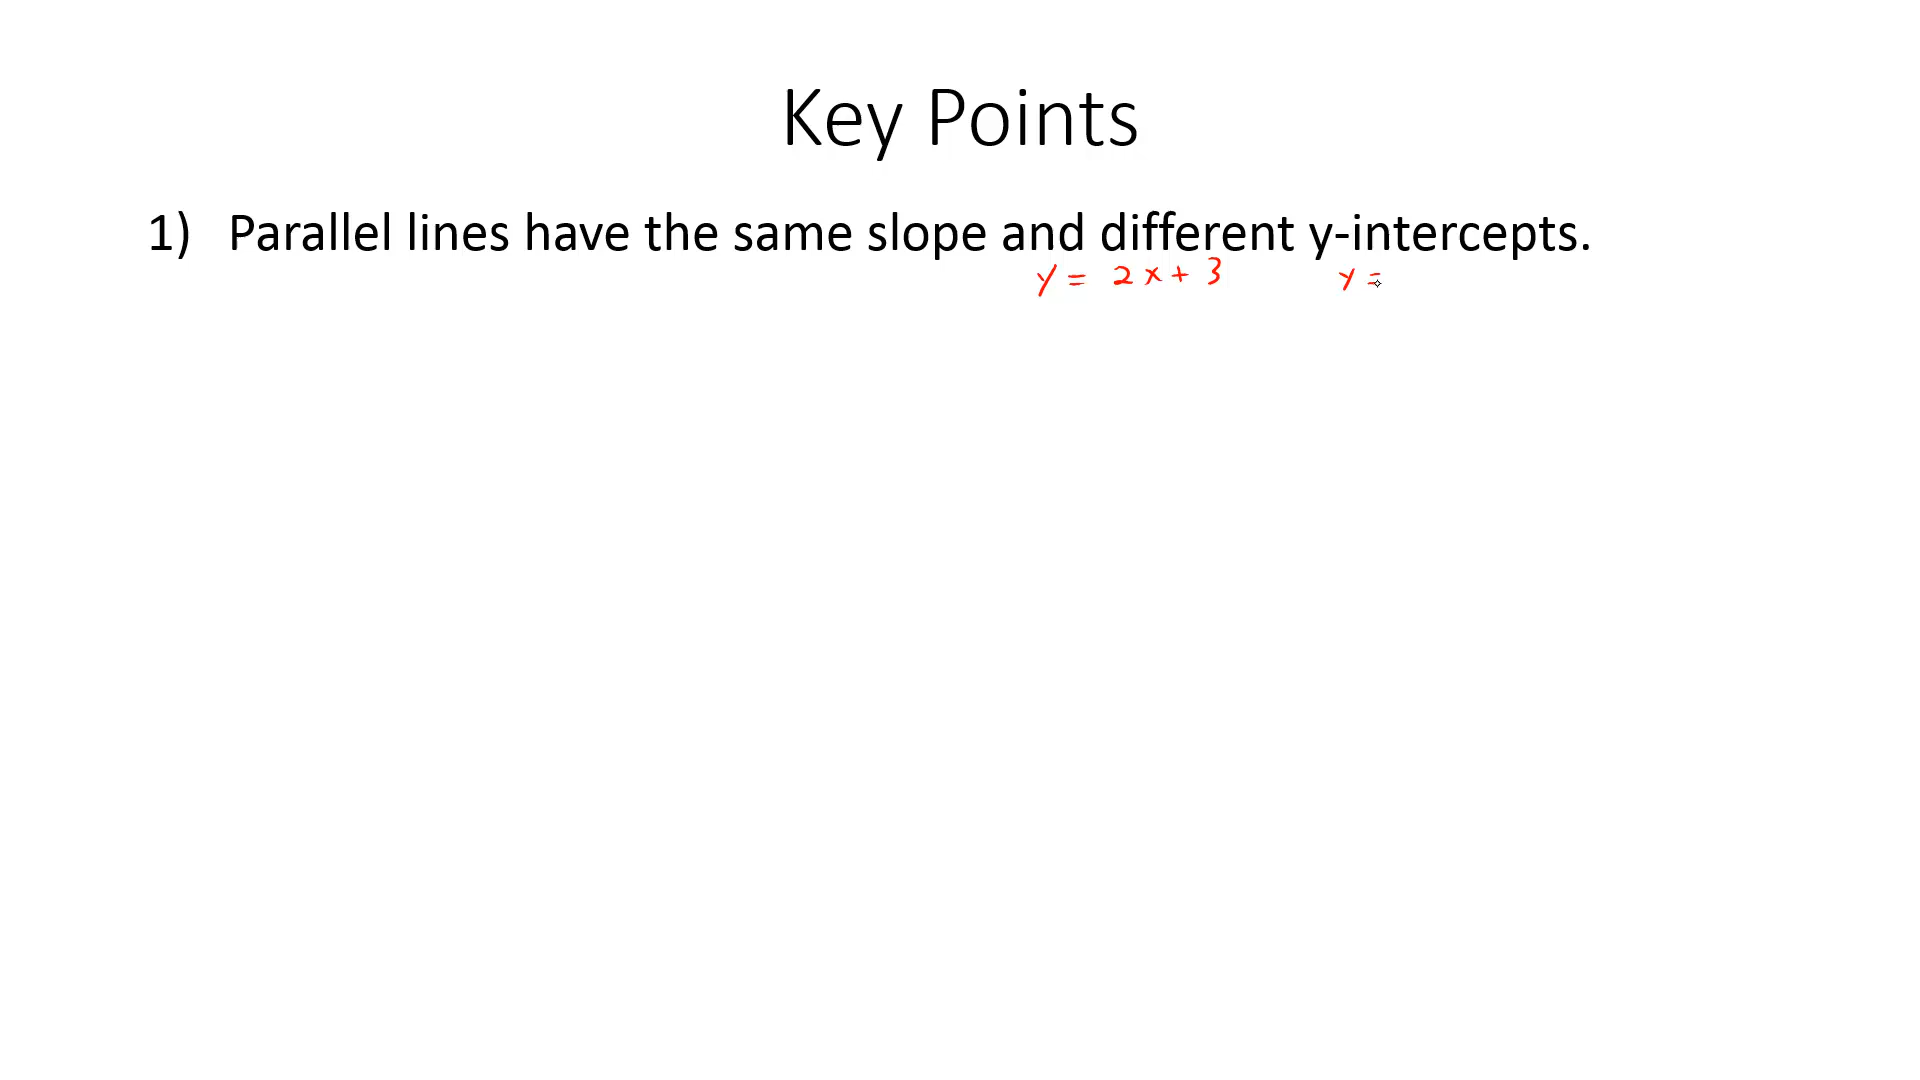 Key Points
1) Parallel lines have the same slope and different y-intercepts.
y = 2x + 3 y =